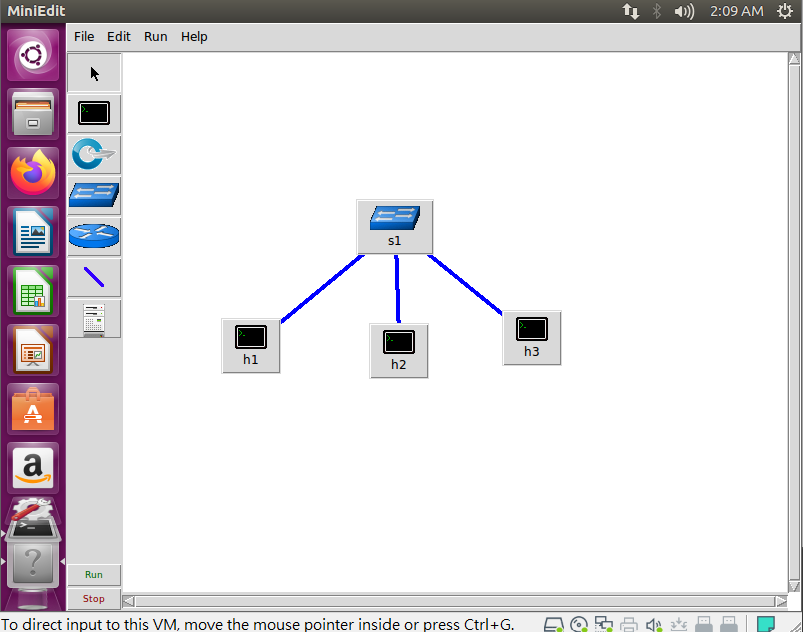 MiniEdit
2:09 AM
File Edit Run Help
s1
h1
h2
h3
Run
Stop
To direct input to this VM, move the mouse pointer inside or press Ctrl+G.